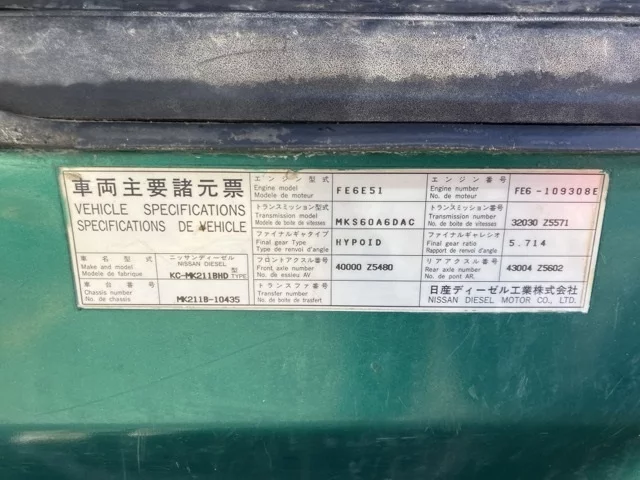 車両主要諸元票
VEHICLE SPECIFICATIONS
SPECIFICATIONS DE VEHICLE
車名型式
Make and model
Modèle de fabrique
ニッサンディーゼル
NISSAN DIESEL
KC-MK211BHD
型
TYPE
車台番号
Chassis number
No. de chassis
MK211B-10435
エンジン型式
Engine model
Modele de moteur
FE6E51
エンジン番号
Engine number
No. de moteur
FE6-109308E
トランスミッション型式
Transmission model
Modèle de boite de vitesses
MKS60A6DAC
トランスミッション番号
Transmission number
No. de boite de vitesses
32030 Z5571
ファイナルギヤタイプ
Final gear Type
Type de renvoi d'angle
HYPOID
ファイナルギャレシオ
Final gear ratio
Rapport de renvoi d'angle
5.714
フロントアクスル番号
Front axle number
No. de essieu AV.
40000 Z5480
リヤアクスル番号
Rear axle number
No. de pont AR.
43004 Z5602
トランスファ番号
Transfer number
No. de boite de trasfert
日産ディーゼル工業株式会社
NISSAN DIESEL MOTOR CO., LTD.